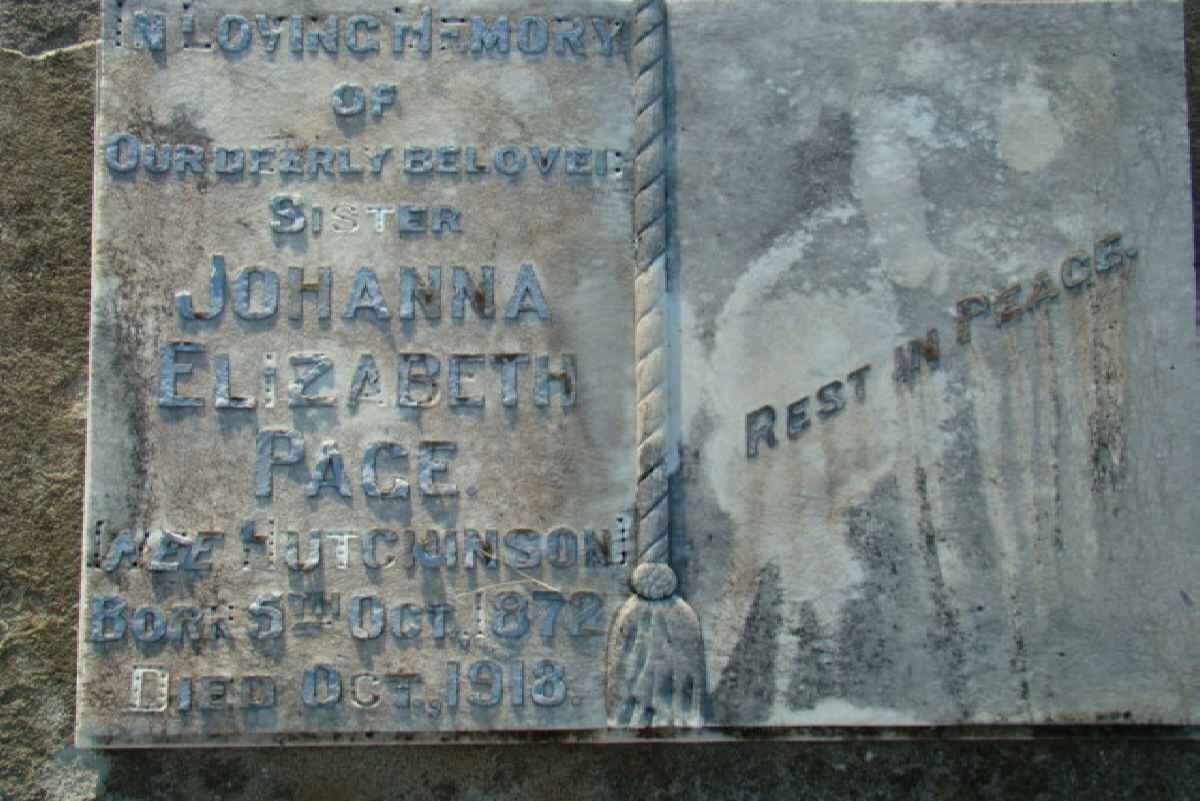 IN LOVING MEMORY
OF
OUR DEARLY BELOVED
SISTER
JOHANNA
ELIZABETH
PAGE.
[NEE HUTCHINSON]
BORN 5TH OCT., 1872
DIED OCT., 1918.
REST IN PEACE.